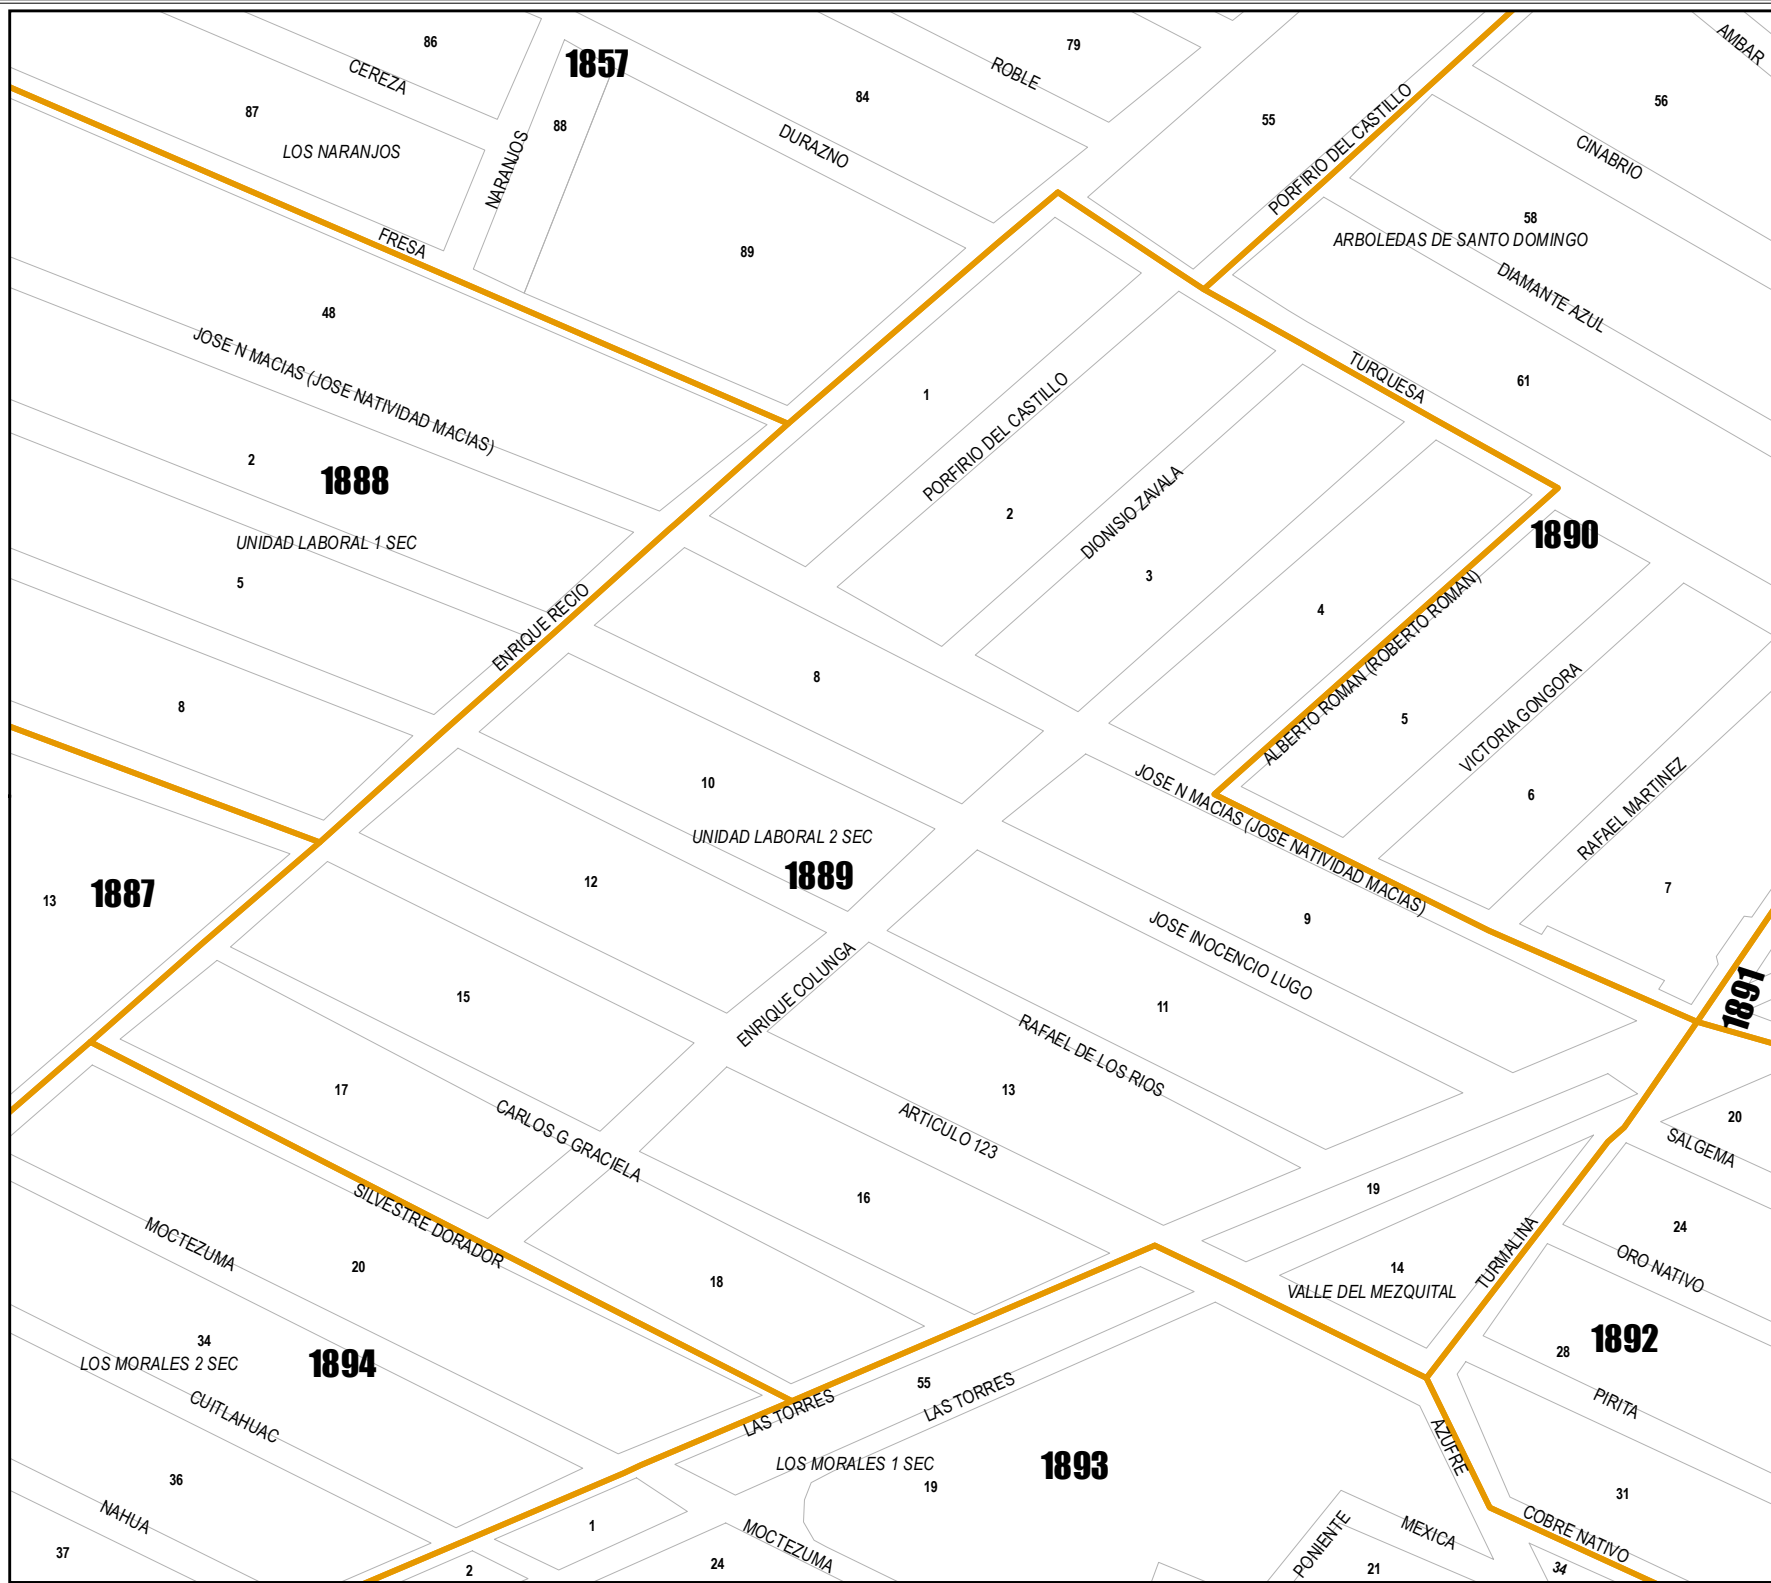 86
CEREZA
1857
79
ROBLE
AMBAR
87
88
84
55
56
LOS NARANJOS
NARANJOS
DURAZNO
PORFIRIO DEL CASTILLO
CINABRIO
FRESA
89
58
ARBOLEDAS DE SANTO DOMINGO
DIAMANTE AZUL
48
JOSE N MACIAS (JOSE NATIVIDAD MACIAS)
1
PORFIRIO DEL CASTILLO
TURQUESA
61
2
1888
UNIDAD LABORAL 1 SEC
5
2
DIONISIO ZAVALA
3
1890
4
ALBERTO ROMAN (ROBERTO ROMAN)
ENRIQUE RECIO
8
8
5
VICTORIA GONGORA
10
JOSE N MACIAS (JOSE NATIVIDAD MACIAS)
6
RAFAEL MARTINEZ
UNIDAD LABORAL 2 SEC
1889
12
13
1887
7
9
JOSE INOCENCIO LUGO
ENRIQUE COLUNGA
15
11
1891
RAFAEL DE LOS RIOS
17
CARLOS G GRACIELA
13
ARTICULO 123
20
SALGEMA
SILVESTRE DORADOR
16
19
24
MOCTEZUMA
20
18
14
VALLE DEL MEZQUITAL
TURMALINA
ORO NATIVO
34
LOS MORALES 2 SEC
1894
1892
28
CUITLAHUAC
55
LAS TORRES
LAS TORRES
PIRITA
AZUFRE
LOS MORALES 1 SEC
19
1893
36
31
NAHUA
1
MOCTEZUMA
PONIENTE
MEXICA
COBRE NATIVO
37
2
24
21
34